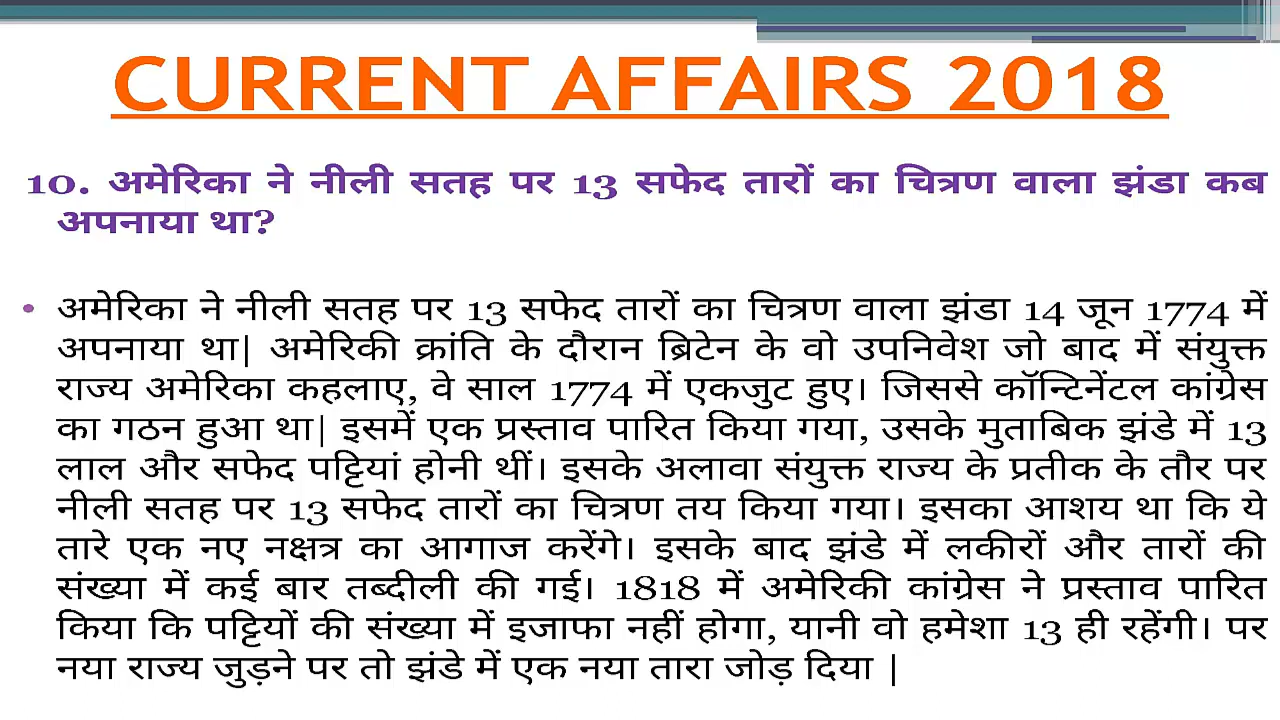 CURRENT AFFAIRS 2018
10. अमेरिका ने नीली सतह पर 13 सफेद तारों का चित्रण वाला झंडा कब
अपनाया था?
• अमेरिका ने नीली सतह पर 13 सफेद तारों का चित्रण वाला झंडा 14 जून 1774 में
अपनाया था| अमेरिकी क्रांति के दौरान ब्रिटेन के वो उपनिवेश जो बाद में संयुक्त
राज्य अमेरिका कहलाए, वे साल 1774 में एकजुट हुए। जिससे कॉन्टिनेंटल कांग्रेस
का गठन हुआ था| इसमें एक प्रस्ताव पारित किया गया, उसके मुताबिक झंडे में 13
लाल और सफेद पट्टियां होनी थीं। इसके अलावा संयुक्त राज्य के प्रतीक के तौर पर
नीली सतह पर 13 सफेद तारों का चित्रण तय किया गया। इसका आशय था कि ये
तारे एक नए नक्षत्र का आगाज करेंगे। इसके बाद झंडे में लकीरों और तारों की
संख्या में कई बार तब्दीली की गई। 1818 में अमेरिकी कांग्रेस ने प्रस्ताव पारित
किया कि पट्टियों की संख्या में इजाफा नहीं होगा, यानी वो हमेशा 13 ही रहेंगी। पर
नया राज्य जुड़ने पर तो झंडे में एक नया तारा जोड़ दिया |